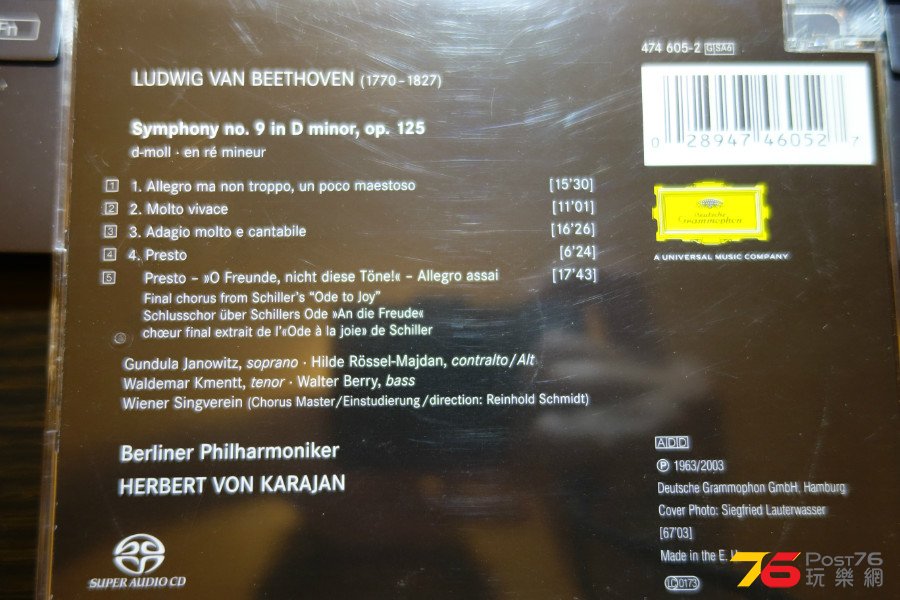 Fn
474 605-2 GSA6
LUDWIG VAN BEETHOVEN (1770–1827)
0 28947 46052 7
Symphony no. 9 in D minor, op. 125
d-moll · en ré mineur
1 1. Allegro ma non troppo, un poco maestoso [15'30]
2 2. Molto vivace [11'01]
3 3. Adagio molto e cantabile [16'26]
4 4. Presto [6'24]
5 Presto – »O Freunde, nicht diese Töne!« – Allegro assai [17'43]
Final chorus from Schiller's "Ode to Joy"
Schlusschor über Schillers Ode »An die Freude«
chœur final extrait de l'«Ode à la joie» de Schiller
Deutsche
Grammophon
A UNIVERSAL MUSIC COMPANY
Gundula Janowitz, soprano · Hilde Rössel-Majdan, contralto/Alt
Waldemar Kmentt, tenor · Walter Berry, bass
Wiener Singverein (Chorus Master/Einstudierung/direction: Reinhold Schmidt)
Berliner Philharmoniker
HERBERT VON KARAJAN
SUPER AUDIO CD
ADD
℗ 1963/2003
Deutsche Grammophon GmbH, Hamburg
Cover Photo: Siegfried Lauterwasser
[67'03]
Made in the E.
LC 0173
76 Post76
玩樂網